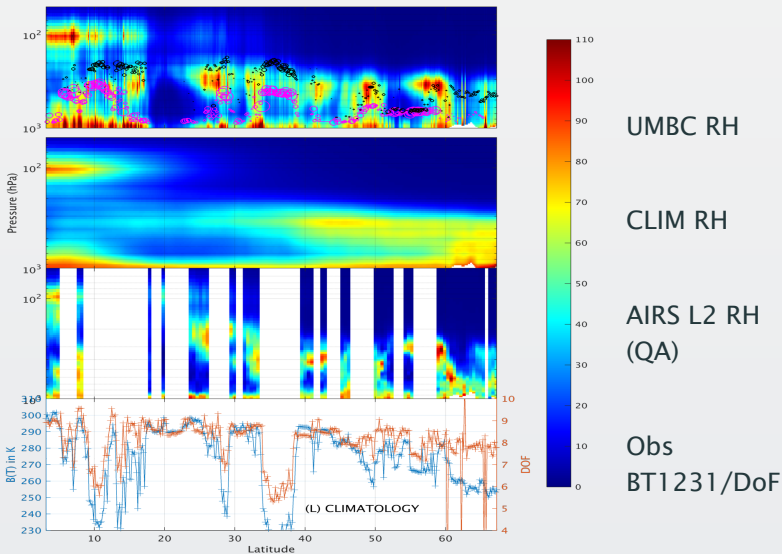 10²
10³
Pressure (hPa)
10²
10³
10²
10³
300
290
280
270
260
250
240
230
B(T) in K
10
9
8
7
6
5
4
DOF
(L) CLIMATOLOGY
10 20 30 40 50 60
Latitude
110
100
90
80
70
60
50
40
30
20
10
0
UMBC RH
CLIM RH
AIRS L2 RH
(QA)
Obs
BT1231/DoF